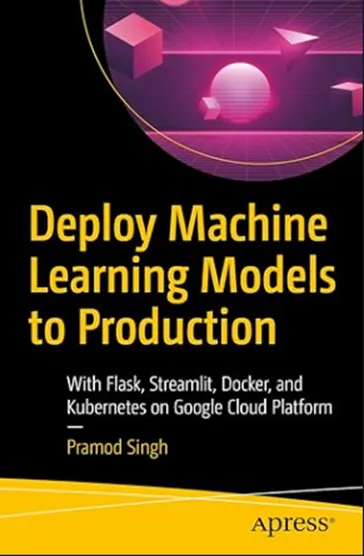 Deploy Machine
Learning Models
to Production
With Flask, Streamlit, Docker, and
Kubernetes on Google Cloud Platform
Pramod Singh
APRESS®